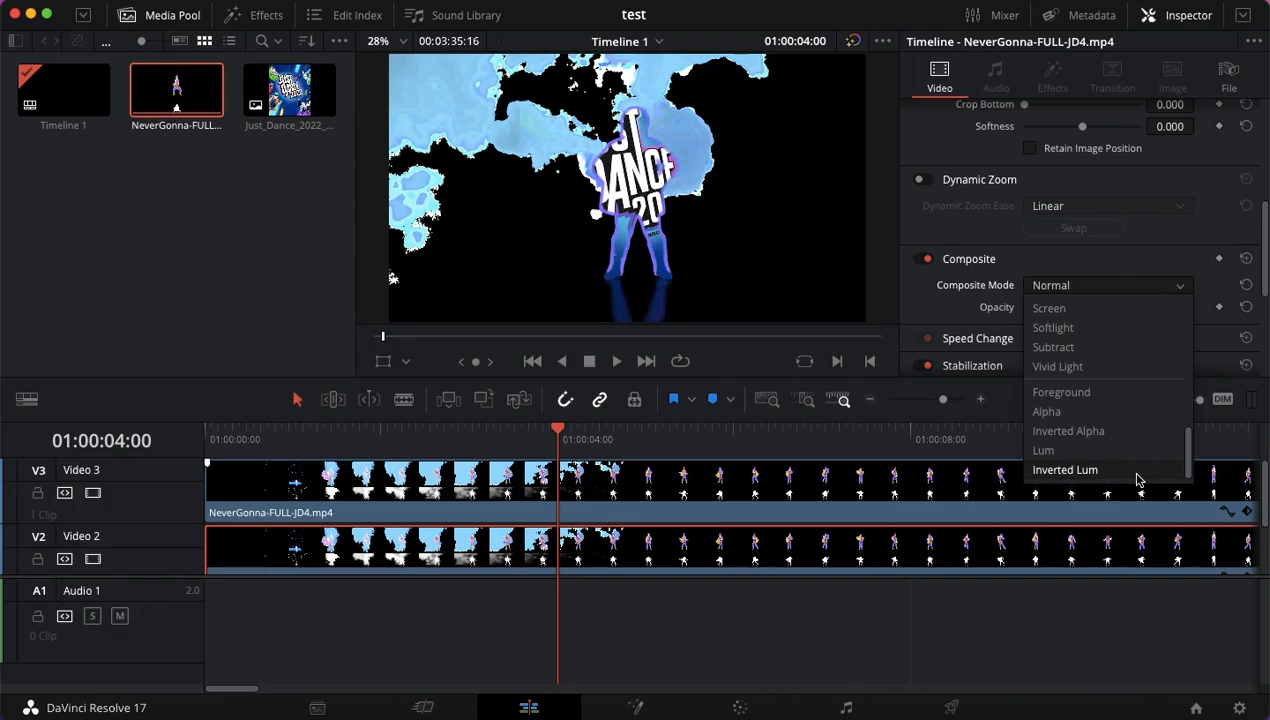 Media Pool
Effects
Edit Index
Sound Library
test
Mixer
Metadata
Inspector
...
28%
00:03:35:16
Timeline 1
01:00:04:00
Timeline - NeverGonna-FULL-JD4.mp4
Video
Audio
Effects
Transition
Image
File
Timeline 1
NeverGonna-FULL...
Just_Dance_2022_...
Crop Bottom
0.000
Softness
0.000
Retain Image Position
Dynamic Zoom
Dynamic Zoom Ease
Linear
Swap
Composite
Composite Mode
Normal
Opacity
Speed Change
Stabilization
Screen
Softlight
Subtract
Vivid Light
Foreground
Alpha
Inverted Alpha
Lum
Inverted Lum
DIM
01:00:04:00
01:00:00:00
01:00:04:00
01:00:08:00
V3
Video 3
1 Clip
NeverGonna-FULL-JD4.mp4
V2
Video 2
A1
Audio 1
2.0
S
M
0 Clip
DaVinci Resolve 17